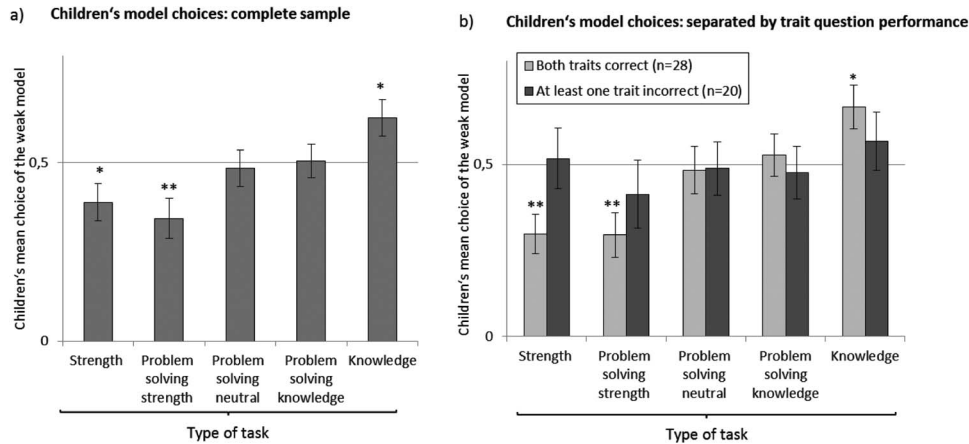 a) Children‘s model choices: complete sample
Children‘s mean choice of the weak model
0,5
0
*
**
*
Strength
Problem
solving
strength
Problem
solving
neutral
Problem
solving
knowledge
Knowledge
Type of task
b) Children‘s model choices: separated by trait question performance
Children‘s mean choice of the weak model
Both traits correct (n=28)
At least one trait incorrect (n=20)
0,5
0
**
**
*
Strength
Problem
solving
strength
Problem
solving
neutral
Problem
solving
knowledge
Knowledge
Type of task